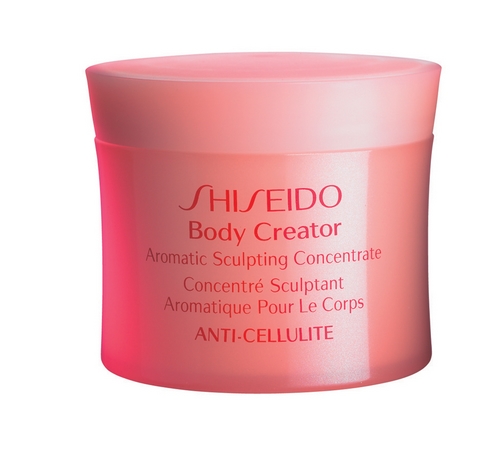 SHISEIDO
Body Creator
Aromatic Sculpting Concentrate
Concentré Sculptant
Aromatique Pour Le Corps
ANTI-CELLULITE